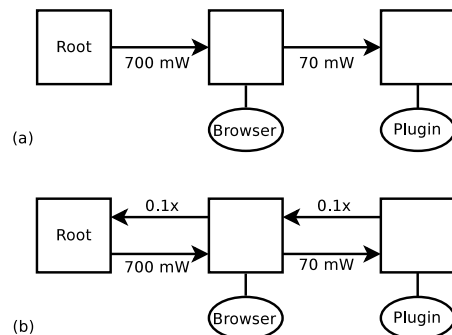 Root
700 mW
70 mW
Browser
Plugin
(a)
0.1x
0.1x
Root
700 mW
70 mW
Browser
Plugin
(b)